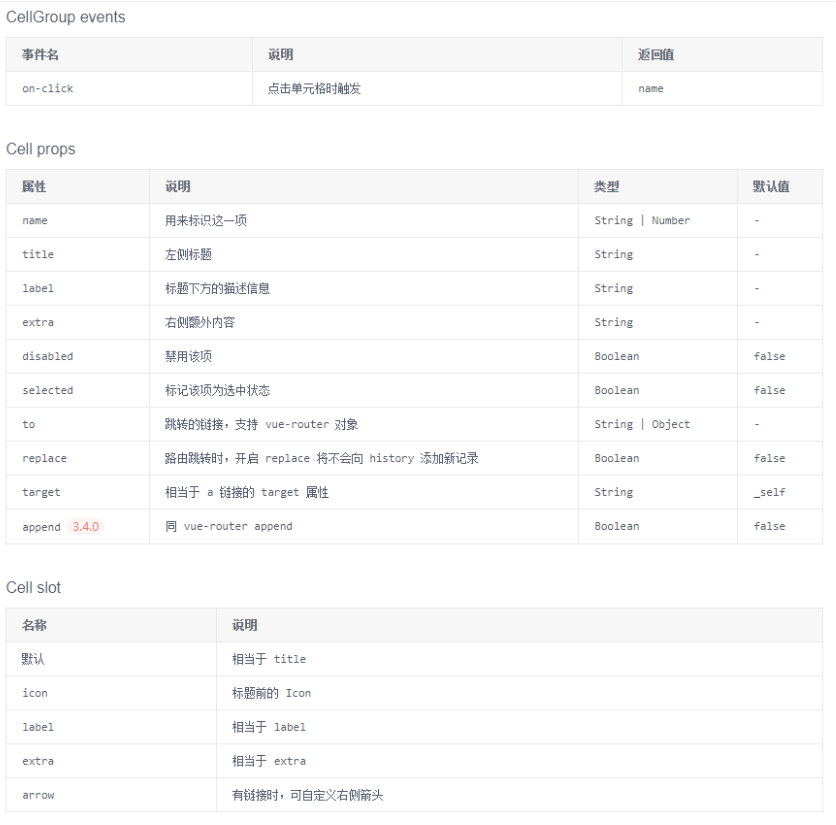 CellGroup events
事件名 说明 返回值
on-click 点击单元格时触发 name
Cell props
属性 说明 类型 默认值
name 用来标识这一项 String | Number -
title 左侧标题 String -
label 标题下方的描述信息 String -
extra 右侧额外内容 String -
disabled 禁用该项 Boolean false
selected 标记该项为选中状态 Boolean false
to 跳转的链接，支持 vue-router 对象 String | Object -
replace 路由跳转时，开启 replace 将不会向 history 添加新记录 Boolean false
target 相当于 a 链接的 target 属性 String _self
append 3.4.0 同 vue-router append Boolean false
Cell slot
名称 说明
默认 相当于 title
icon 标题前的 Icon
label 相当于 label
extra 相当于 extra
arrow 有链接时，可自定义右侧箭头